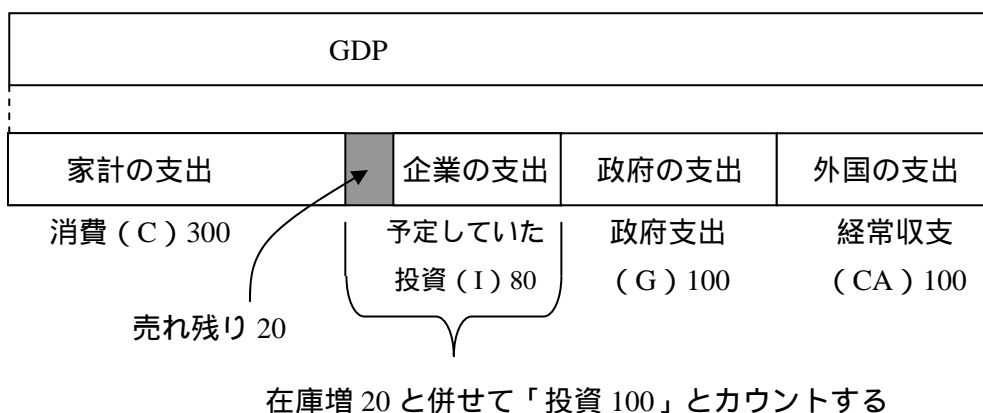 GDP
家計の支出 企業の支出 政府の支出 外国の支出
消費（C）300 予定していた 政府支出 経常収支
投資（I）80 （G）100 （CA）100
売れ残り 20
在庫増 20 と併せて「投資 100」とカウントする